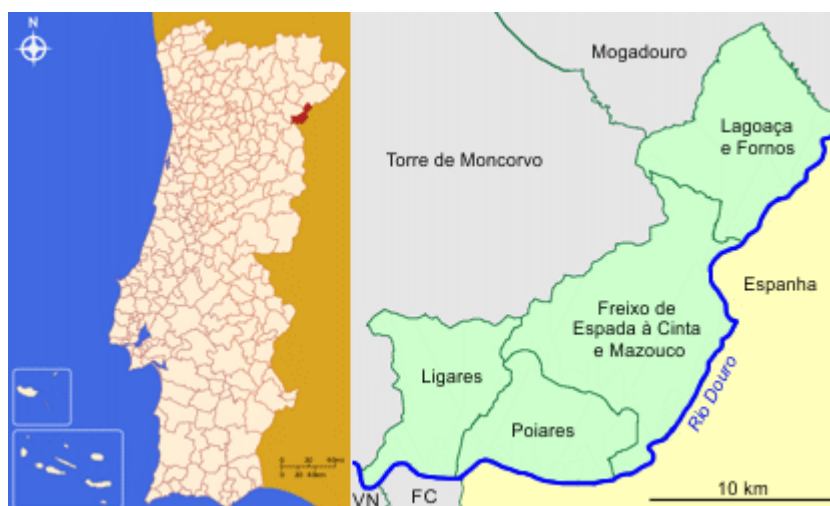 N
Mogadouro
Lagoaça
e Fornos
Torre de Moncorvo
Espanha
Freixo de
Espada à Cinta
e Mazouco
Ligares
Rio Douro
Poiares
VN
FC
10 km